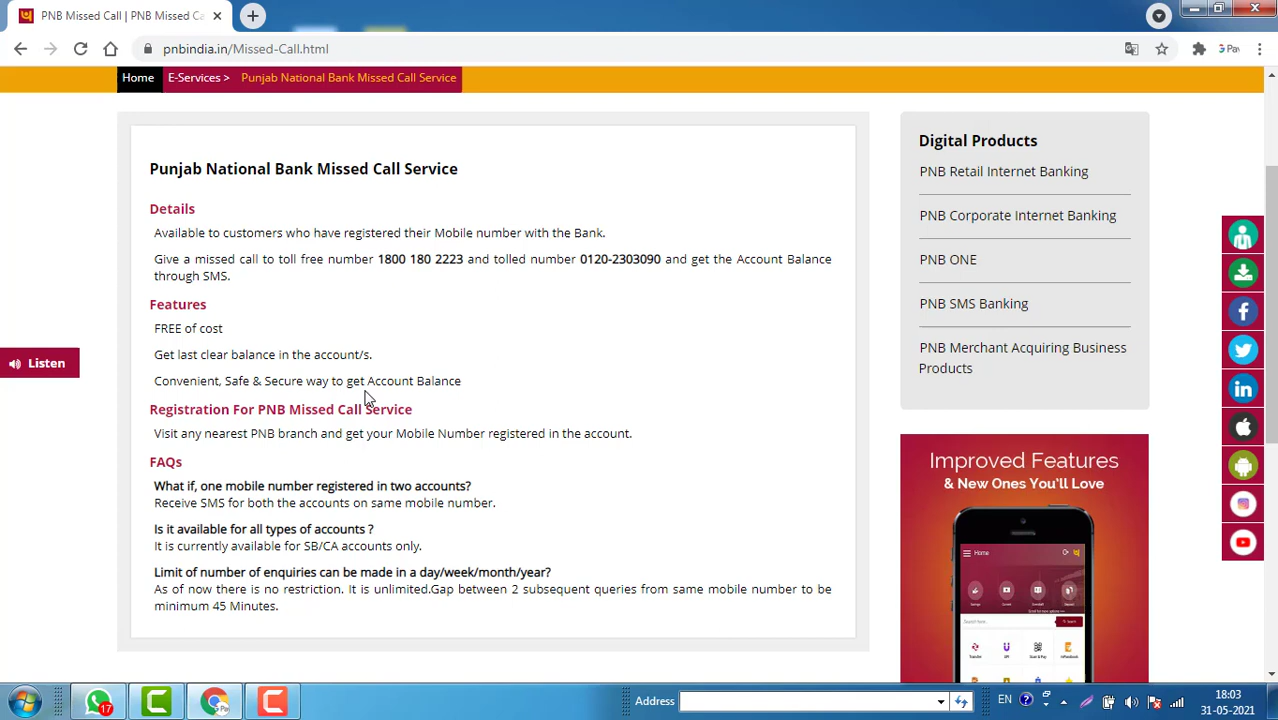 PNB Missed Call | PNB Missed Ca
pnbindia.in/Missed-Call.html
Pay
Home
E-Services >
Punjab National Bank Missed Call Service
Punjab National Bank Missed Call Service
Details
Available to customers who have registered their Mobile number with the Bank.
Give a missed call to toll free number 1800 180 2223 and tolled number 0120-2303090 and get the Account Balance
through SMS.
Features
FREE of cost
Get last clear balance in the account/s.
Convenient, Safe & Secure way to get Account Balance
Registration For PNB Missed Call Service
Visit any nearest PNB branch and get your Mobile Number registered in the account.
FAQs
What if, one mobile number registered in two accounts?
Receive SMS for both the accounts on same mobile number.
Is it available for all types of accounts ?
It is currently available for SB/CA accounts only.
Limit of number of enquiries can be made in a day/week/month/year?
As of now there is no restriction. It is unlimited.Gap between 2 subsequent queries from same mobile number to be
minimum 45 Minutes.
Listen
Digital Products
PNB Retail Internet Banking
PNB Corporate Internet Banking
PNB ONE
PNB SMS Banking
PNB Merchant Acquiring Business
Products
Improved Features
& New Ones You'll Love
Home
Search here...
Transfer
UPI
Scan & Pay
mPassbook
17
Address
EN
18:03
31-05-2021